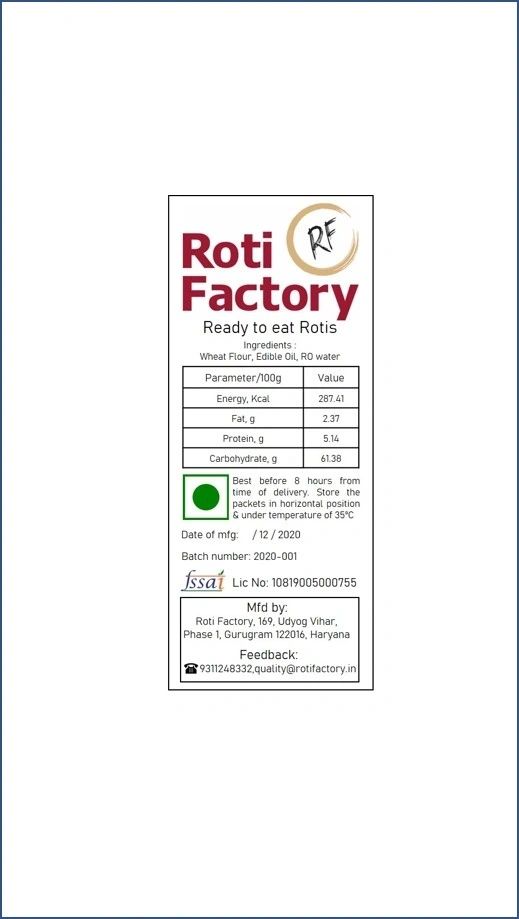 RF
Roti
Factory
Ready to eat Rotis
Ingredients :
Wheat Flour, Edible Oil, RO water
Parameter/100g Value
Energy, Kcal 287.41
Fat, g 2.37
Protein, g 5.14
Carbohydrate, g 61.38
Best before 8 hours from
time of delivery. Store the
packets in horizontal position
& under temperature of 35°C
Date of mfg: / 12 / 2020
Batch number: 2020-001
fssai Lic No: 10819005000755
Mfd by:
Roti Factory, 169, Udyog Vihar,
Phase 1, Gurugram 122016, Haryana
Feedback:
☎9311248332,quality@rotifactory.in